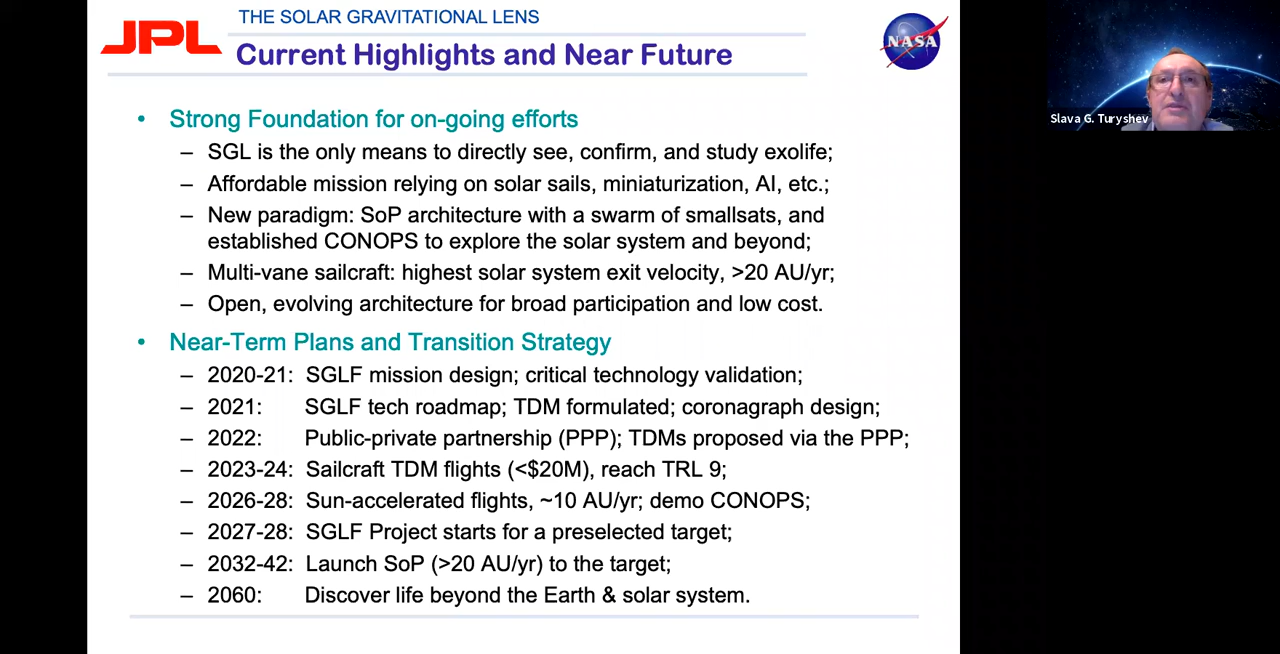 JPL
THE SOLAR GRAVITATIONAL LENS
Current Highlights and Near Future
NASA
Slava G. Turyshev
• Strong Foundation for on-going efforts
– SGL is the only means to directly see, confirm, and study exolife;
– Affordable mission relying on solar sails, miniaturization, AI, etc.;
– New paradigm: SoP architecture with a swarm of smallsats, and
established CONOPS to explore the solar system and beyond;
– Multi-vane sailcraft: highest solar system exit velocity, >20 AU/yr;
– Open, evolving architecture for broad participation and low cost.
• Near-Term Plans and Transition Strategy
– 2020-21: SGLF mission design; critical technology validation;
– 2021: SGLF tech roadmap; TDM formulated; coronagraph design;
– 2022: Public-private partnership (PPP); TDMs proposed via the PPP;
– 2023-24: Sailcraft TDM flights (<$20M), reach TRL 9;
– 2026-28: Sun-accelerated flights, ~10 AU/yr; demo CONOPS;
– 2027-28: SGLF Project starts for a preselected target;
– 2032-42: Launch SoP (>20 AU/yr) to the target;
– 2060: Discover life beyond the Earth & solar system.